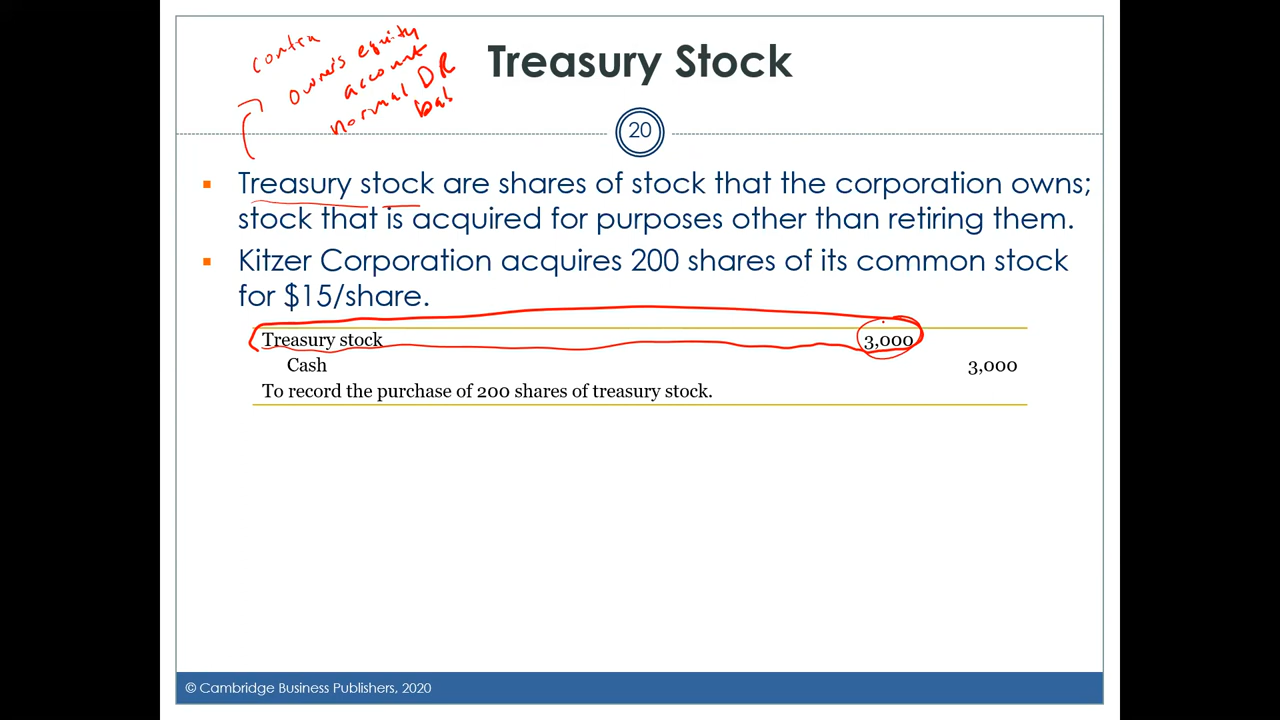 contra
owner's equity
account
normal DR
bal
Treasury Stock
20
▪ Treasury stock are shares of stock that the corporation owns;
stock that is acquired for purposes other than retiring them.
▪ Kitzer Corporation acquires 200 shares of its common stock
for $15/share.
Treasury stock 3,000
Cash 3,000
To record the purchase of 200 shares of treasury stock.
© Cambridge Business Publishers, 2020